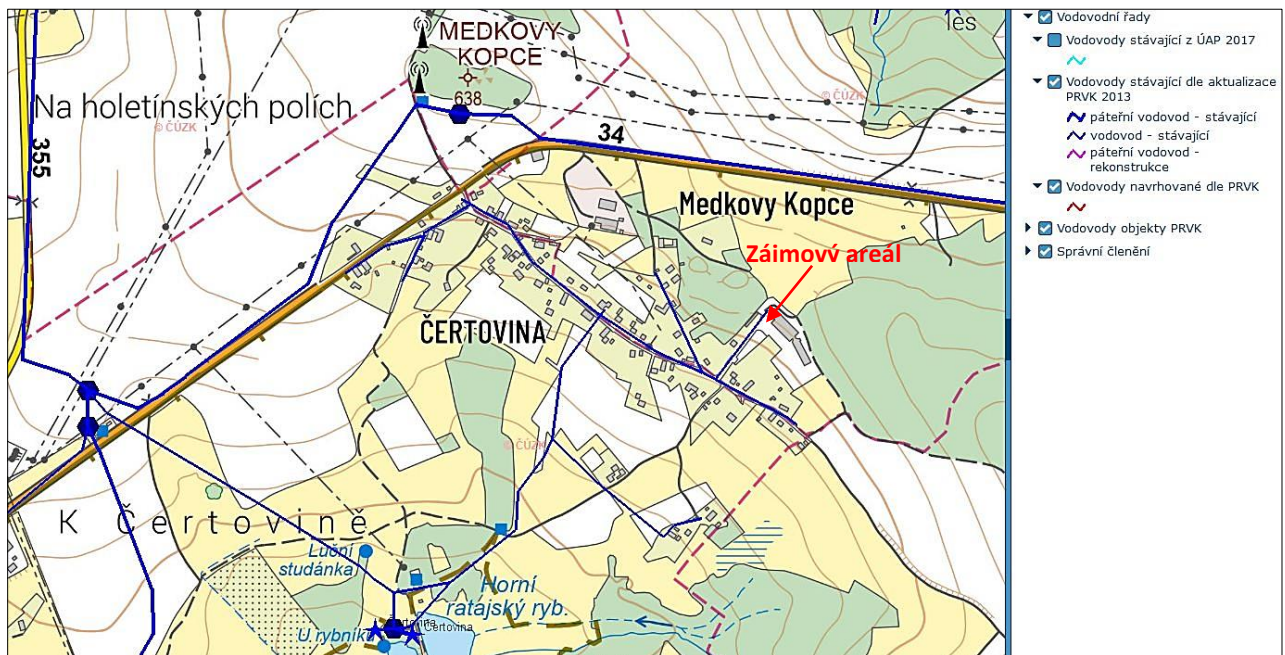 MEDKOVY
KOPCE
638
les
Na holetínských polích
© ČÚZK
© ČÚZK
34
355
Medkovy Kopce
Záimový areál
ČERTOVINA
© ČÚZK
K Čertovině
Luční
studánka
Horní
ratajský ryb.
U rybníka
Čertovina
Vodovodní řady
Vodovody stávající z ÚAP 2017
Vodovody stávající dle aktualizace
PRVK 2013
páteřní vodovod - stávající
vodovod - stávající
páteřní vodovod -
rekonstrukce
Vodovody navrhované dle PRVK
Vodovody objekty PRVK
Správní členění